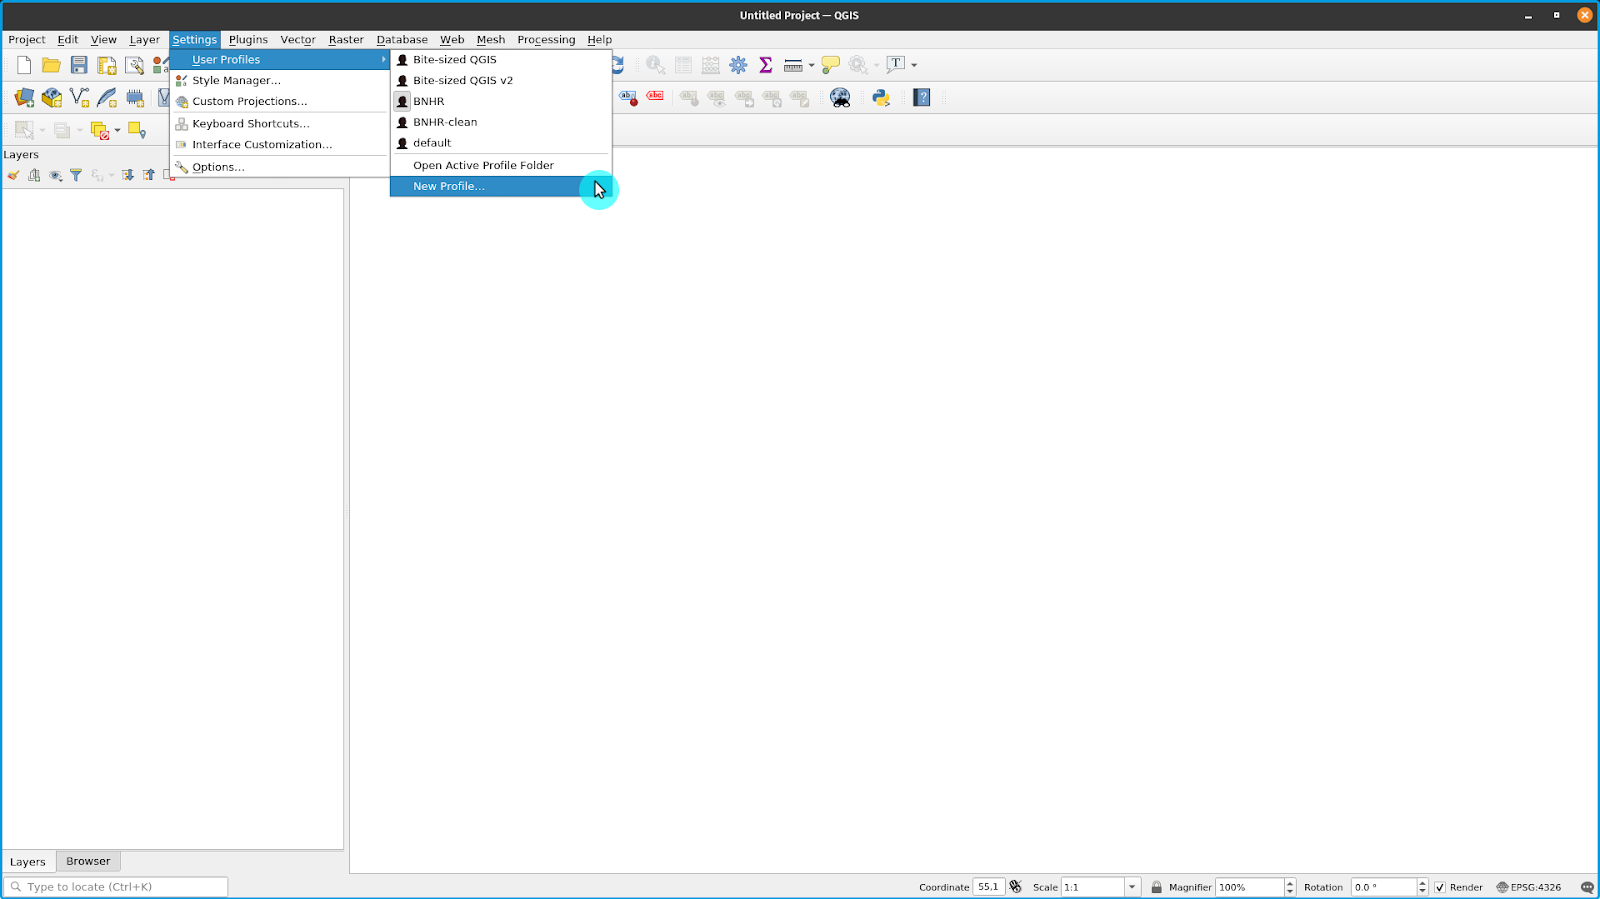 Untitled Project — QGIS
Project Edit View Layer Settings Plugins Vector Raster Database Web Mesh Processing Help
User Profiles
Style Manager...
Custom Projections...
Keyboard Shortcuts...
Interface Customization...
Options...
Bite-sized QGIS
Bite-sized QGIS v2
BNHR
BNHR-clean
default
Open Active Profile Folder
New Profile...
Layers
Layers Browser
Type to locate (Ctrl+K)
Coordinate 55,1 Scale 1:1 Magnifier 100% Rotation 0.0 ° Render EPSG:4326